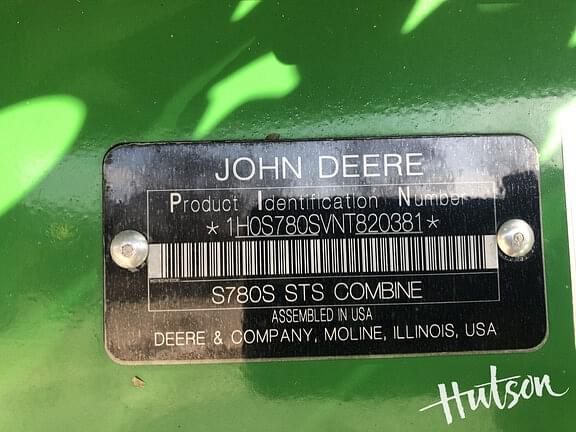 JOHN DEERE
Product Identification Number
*1H0S780SVNT820381*
S780S STS COMBINE
ASSEMBLED IN USA
DEERE & COMPANY, MOLINE, ILLINOIS, USA
Hutson